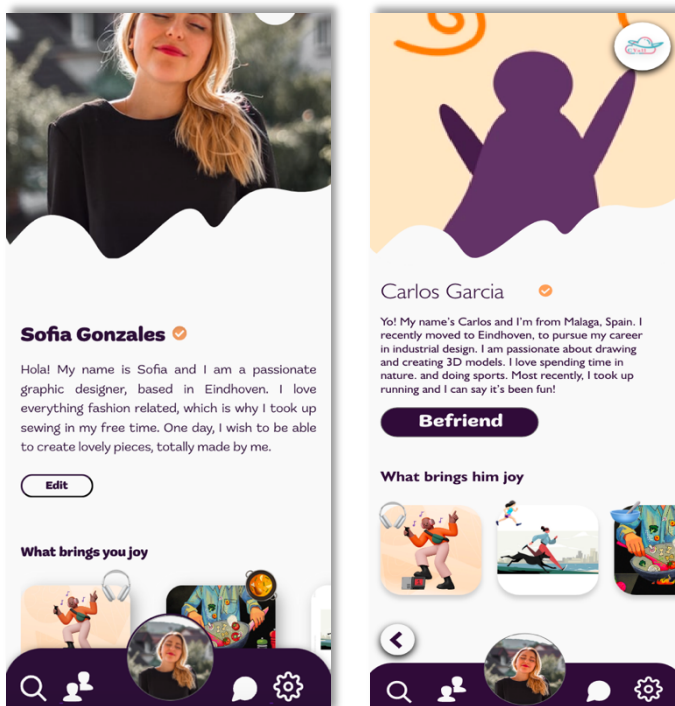 Sofia Gonzales
Hola! My name is Sofia and I am a passionate
graphic designer, based in Eindhoven. I love
everything fashion related, which is why I took up
sewing in my free time. One day, I wish to be able
to create lovely pieces, totally made by me.
Edit
What brings you joy
Carlos Garcia
Yo! My name's Carlos and I'm from Malaga, Spain. I
recently moved to Eindhoven, to pursue my career
in industrial design. I am passionate about drawing
and creating 3D models. I love spending time in
nature. and doing sports. Most recently, I took up
running and I can say it's been fun!
Befriend
What brings him joy